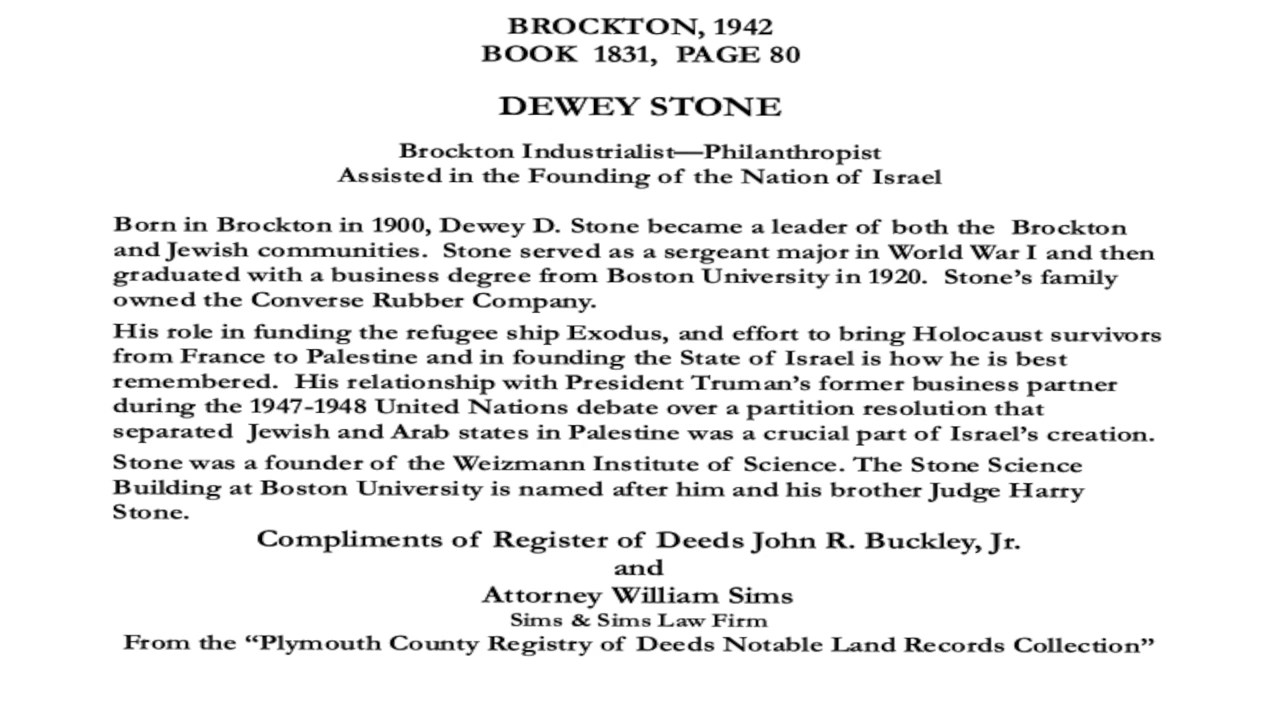 BROCKTON, 1942
BOOK 1831, PAGE 80
DEWEY STONE
Brockton Industrialist—Philanthropist
Assisted in the Founding of the Nation of Israel
Born in Brockton in 1900, Dewey D. Stone became a leader of both the Brockton
and Jewish communities. Stone served as a sergeant major in World War I and then
graduated with a business degree from Boston University in 1920. Stone’s family
owned the Converse Rubber Company.
His role in funding the refugee ship Exodus, and effort to bring Holocaust survivors
from France to Palestine and in founding the State of Israel is how he is best
remembered. His relationship with President Truman’s former business partner
during the 1947-1948 United Nations debate over a partition resolution that
separated Jewish and Arab states in Palestine was a crucial part of Israel’s creation.
Stone was a founder of the Weizmann Institute of Science. The Stone Science
Building at Boston University is named after him and his brother Judge Harry
Stone.
Compliments of Register of Deeds John R. Buckley, Jr.
and
Attorney William Sims
Sims & Sims Law Firm
From the “Plymouth County Registry of Deeds Notable Land Records Collection”